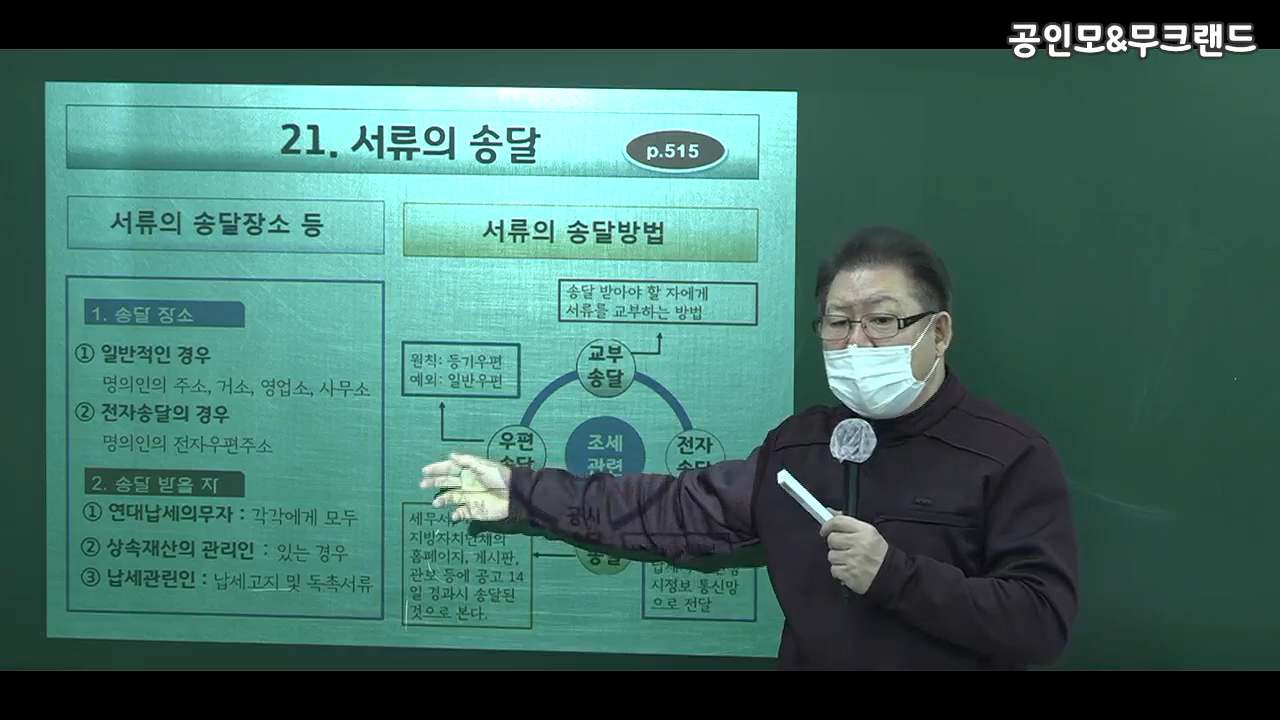 공인모&무크랜드
21. 서류의 송달
p.515
서류의 송달장소 등
1. 송달 장소
① 일반적인 경우
명의인의 주소, 거소, 영업소, 사무소
② 전자송달의 경우
명의인의 전자우편주소
2. 송달 받을 자
① 연대납세의무자 : 각각에게 모두
② 상속재산의 관리인 : 있는 경우
③ 납세관린인 : 납세고지 및 독촉서류
서류의 송달방법
송달 받아야 할 자에게
서류를 교부하는 방법
교부
송달
원칙: 등기우편
예외: 일반우편
우편
송달
조세
관련
전자
송달
공시
송달
지방자치단체의
홈페이지, 게시판,
관보 등에 공고 14
일 경과시 송달된
것으로 본다.
시정보 통신망
으로 전달